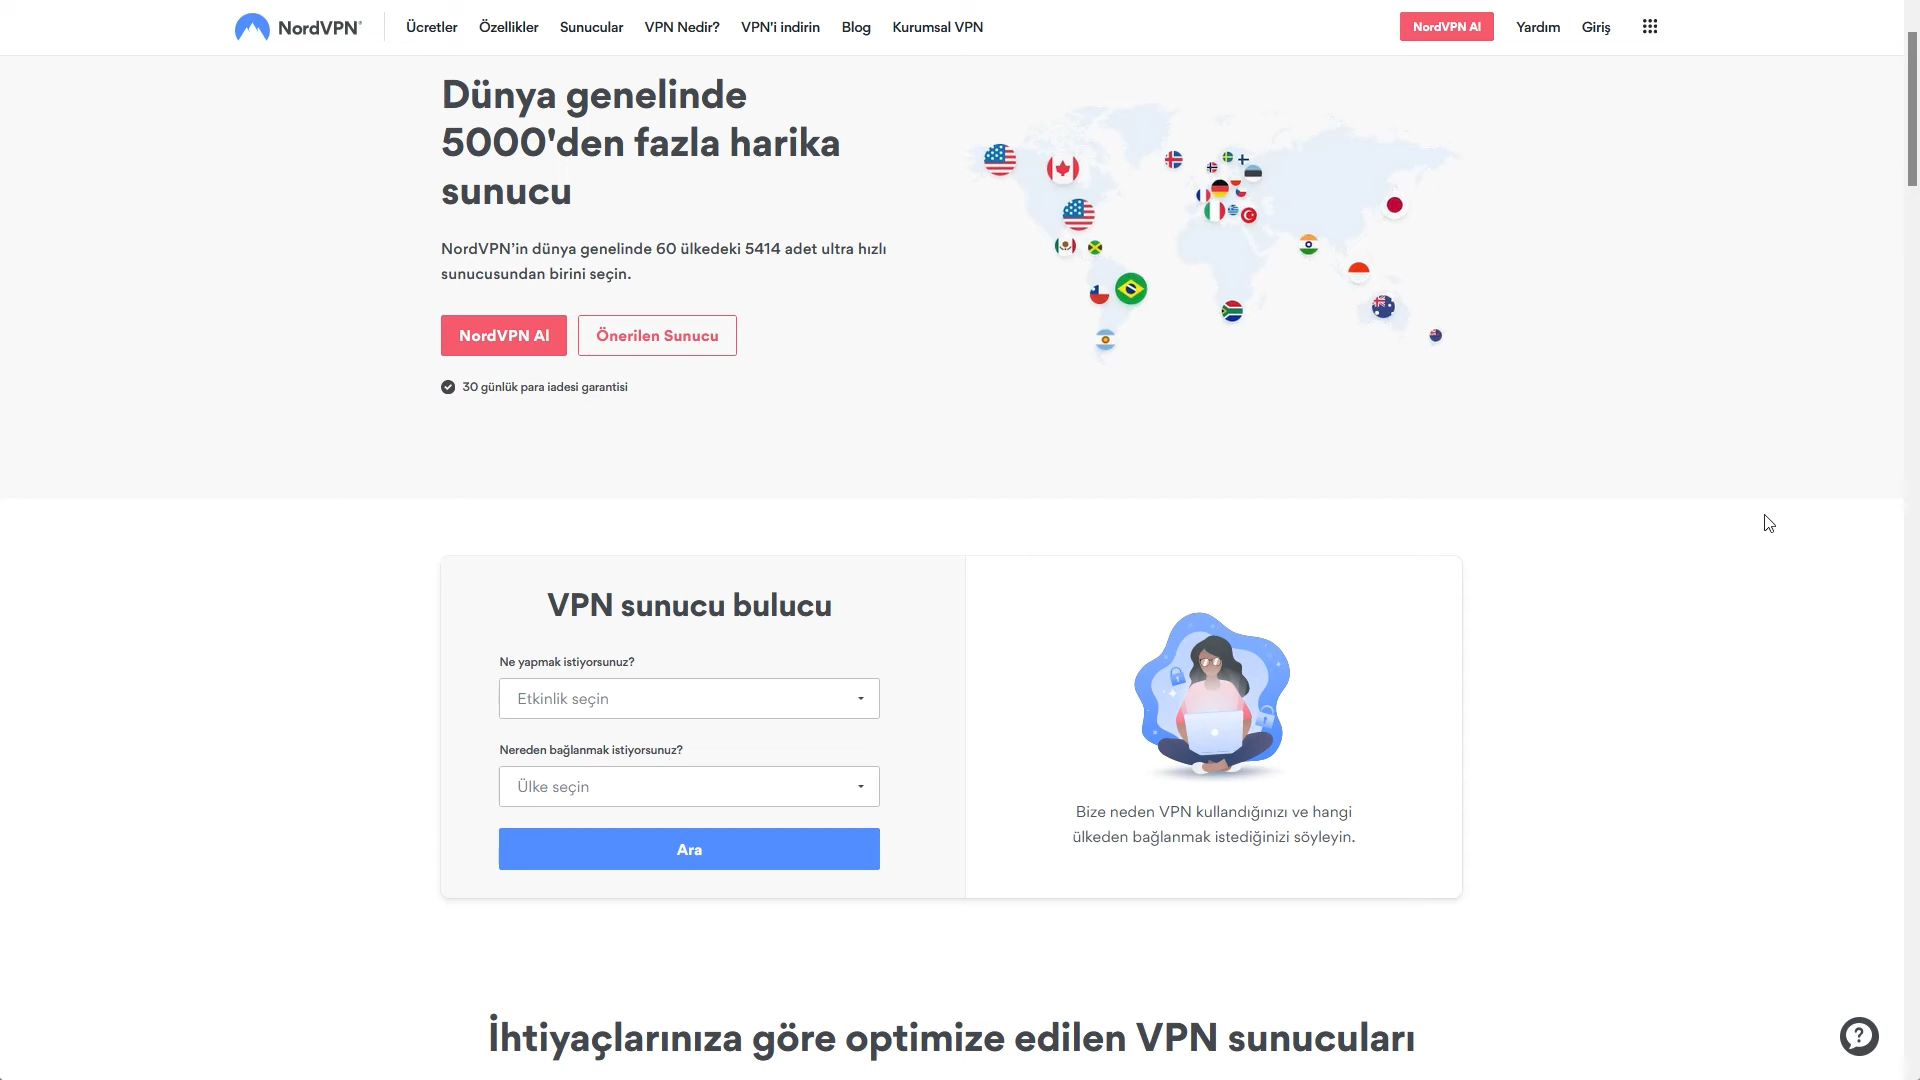 NordVPN®
Ücretler
Özellikler
Sunucular
VPN Nedir?
VPN'i indirin
Blog
Kurumsal VPN
NordVPN Al
Yardım
Giriş
Dünya genelinde
5000'den fazla harika
sunucu
NordVPN’in dünya genelinde 60 ülkedeki 5414 adet ultra hızlı
sunucusundan birini seçin.
NordVPN Al
Önerilen Sunucu
30 günlük para iadesi garantisi
VPN sunucu bulucu
Ne yapmak istiyorsunuz?
Etkinlik seçin
Nereden bağlanmak istiyorsunuz?
Ülke seçin
Ara
Bize neden VPN kullandığınızı ve hangi
ülkeden bağlanmak istediğinizi söyleyin.
İhtiyaçlarınıza göre optimize edilen VPN sunucuları